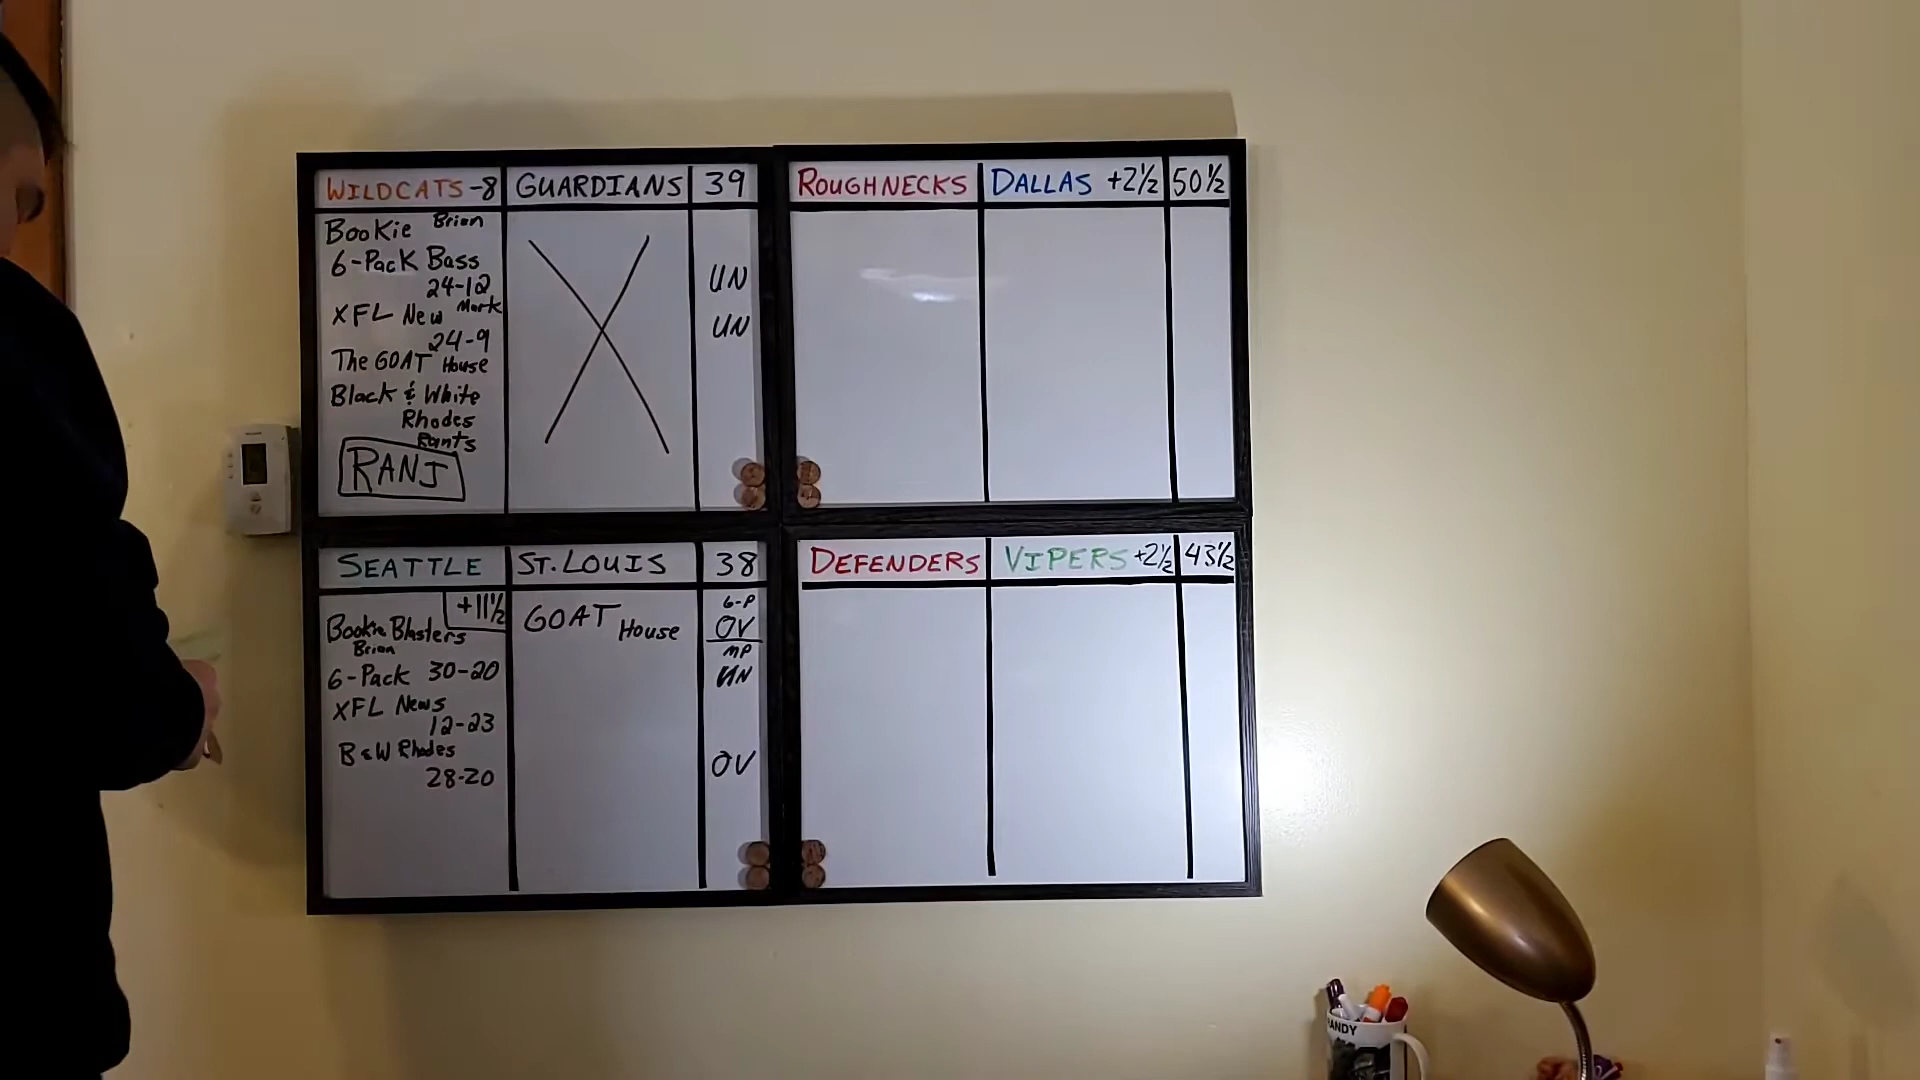 WILDCATS -8 GUARDIANS 39
Bookie Brian
6-Pack Bass
24-12
UN
XFL New Mark
24-9
UN
The GOAT House
Black & White
Rhodes
Rants
RANJ
ROUGHNECKS DALLAS +2½ 50½
SEATTLE ST. LOUIS 38
+11½
Bookie Blasters
Brian
6-Pack 30-20
XFL News
12-23
B&W Rhodes
28-20
GOAT House
6-P
OV
MP
UN
OV
DEFENDERS VIPERS +2½ 43½
ANDY